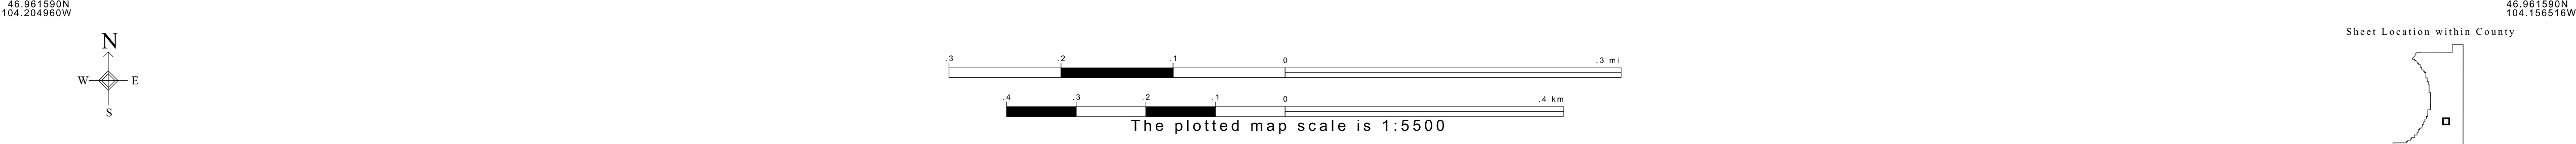 46.961590N
104.204960W
46.961590N
104.156516W
N
W E
S
.3 .2 .1 0 .3 mi
.4 .3 .2 .1 0 .4 km
The plotted map scale is 1:5500
Sheet Location within County